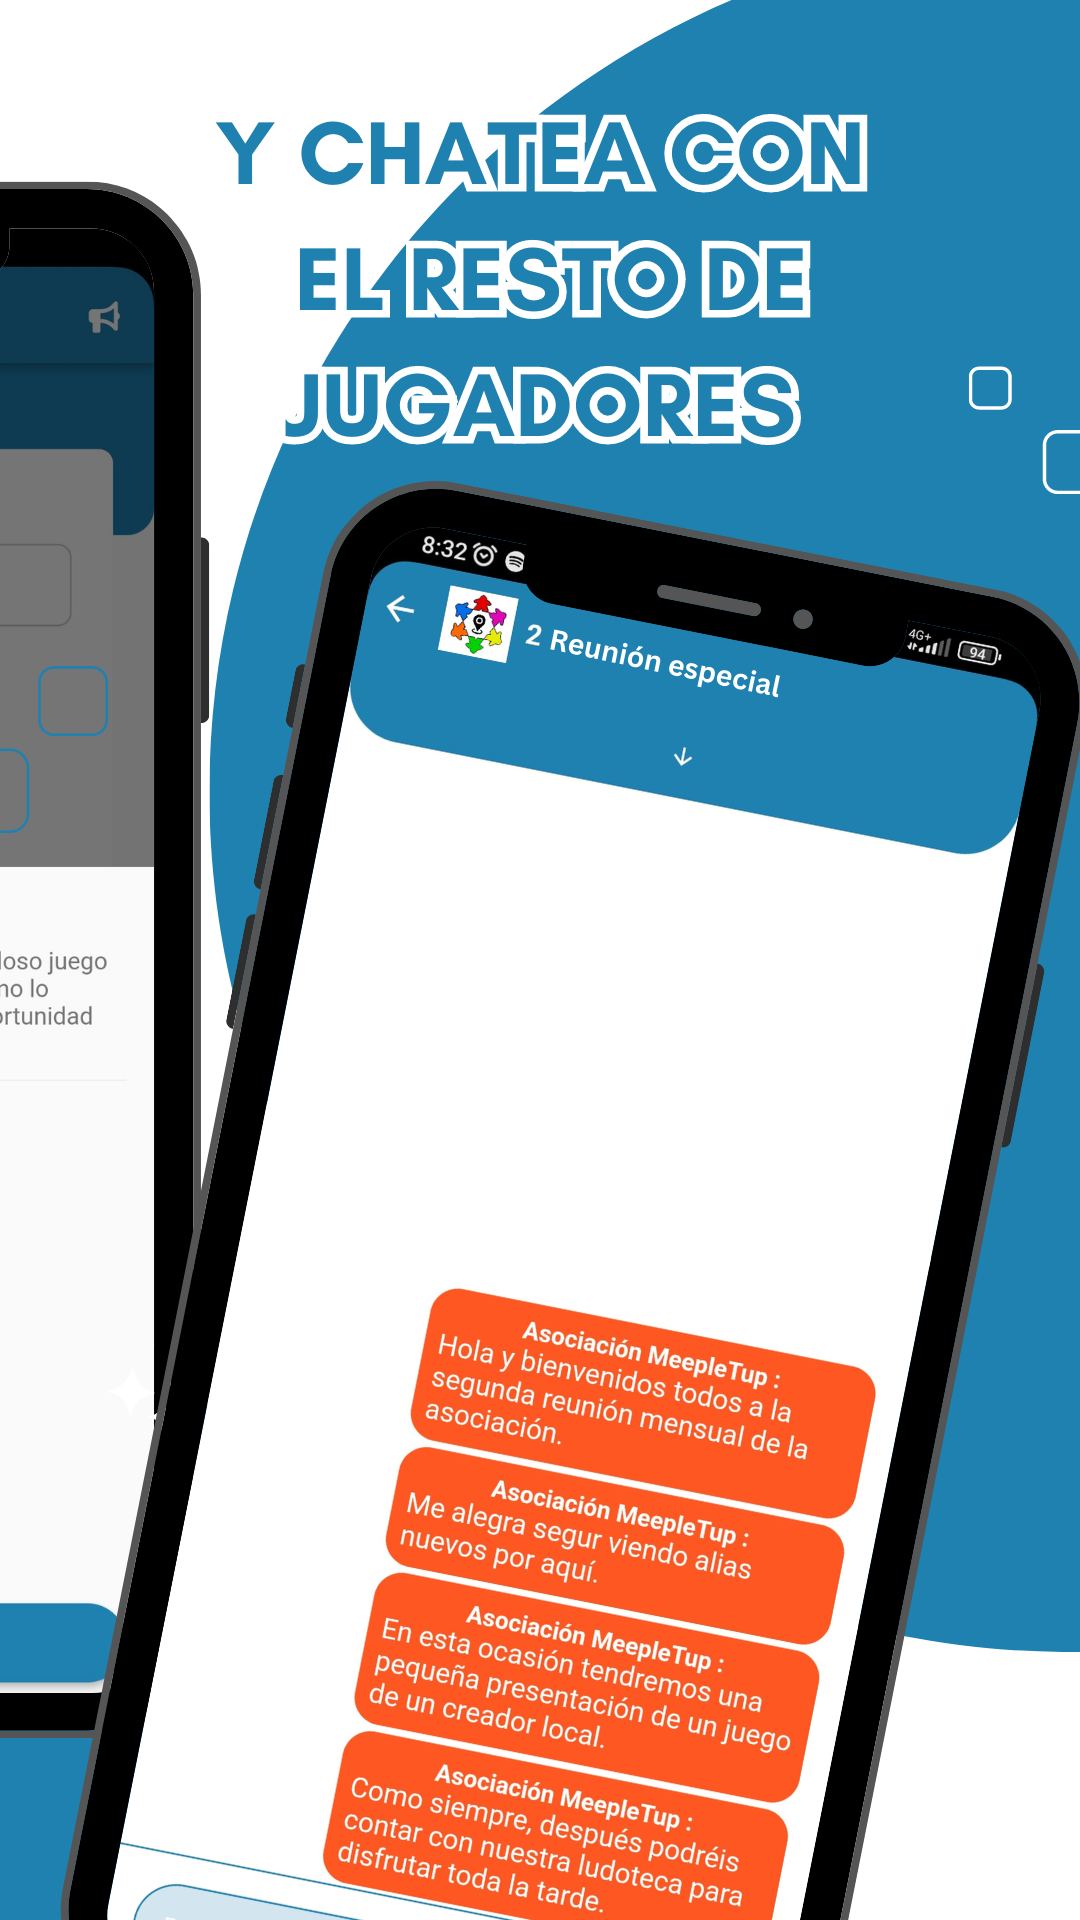 Y CHATEA CON
EL RESTO DE
JUGADORES
8:32
4G+
94
2 Reunión especial
juego
lo
Asociación MeepleTup :
Hola y bienvenidos todos a la
segunda reunión mensual de la
asociación.
Asociación MeepleTup :
Me alegra segur viendo alias
nuevos por aquí.
Asociación MeepleTup :
En esta ocasión tendremos una
pequeña presentación de un juego
de un creador local.
Asociación MeepleTup :
Como siempre, después podréis
contar con nuestra ludoteca para
disfrutar toda la tarde.